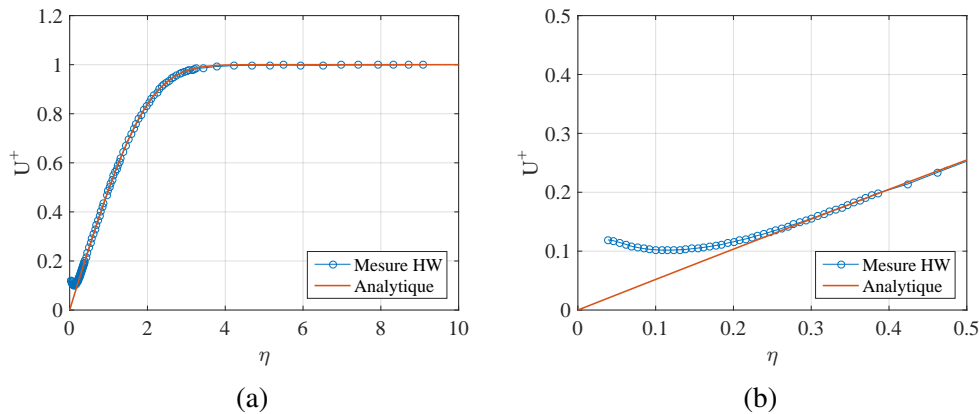 1.2
1
0.8
0.6
0.4
0.2
0
U+
0 2 4 6 8 10
η
Mesure HW
Analytique
(a)
0.5
0.4
0.3
0.2
0.1
0
U+
0 0.1 0.2 0.3 0.4 0.5
η
Mesure HW
Analytique
(b)